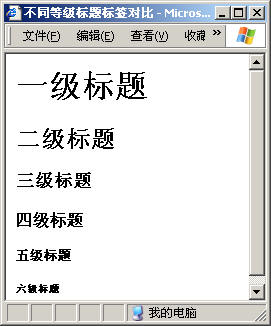 不同等级标题标签对比 - Micros...
文件(F) 编辑(E) 查看(V) 收藏 »
一级标题
二级标题
三级标题
四级标题
五级标题
六级标题
我的电脑